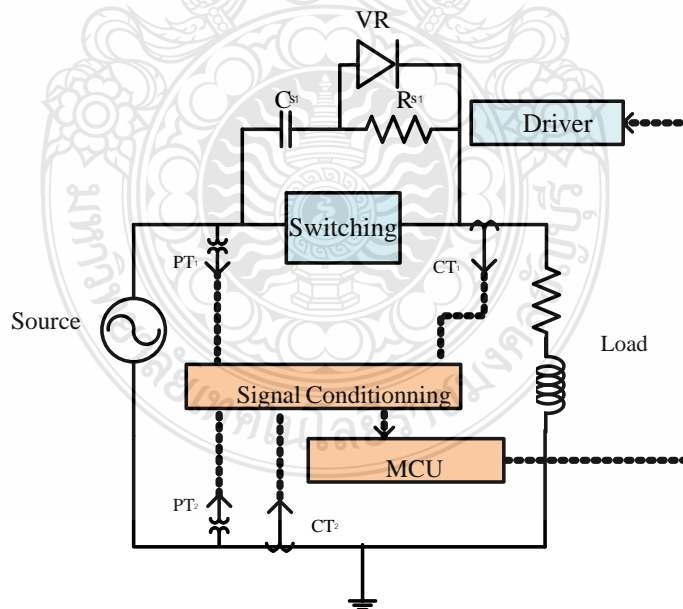 VR
Cs1
Rs1
Driver
Switching
PT1
CT1
Source
Load
Signal Conditionning
MCU
PT2
CT2